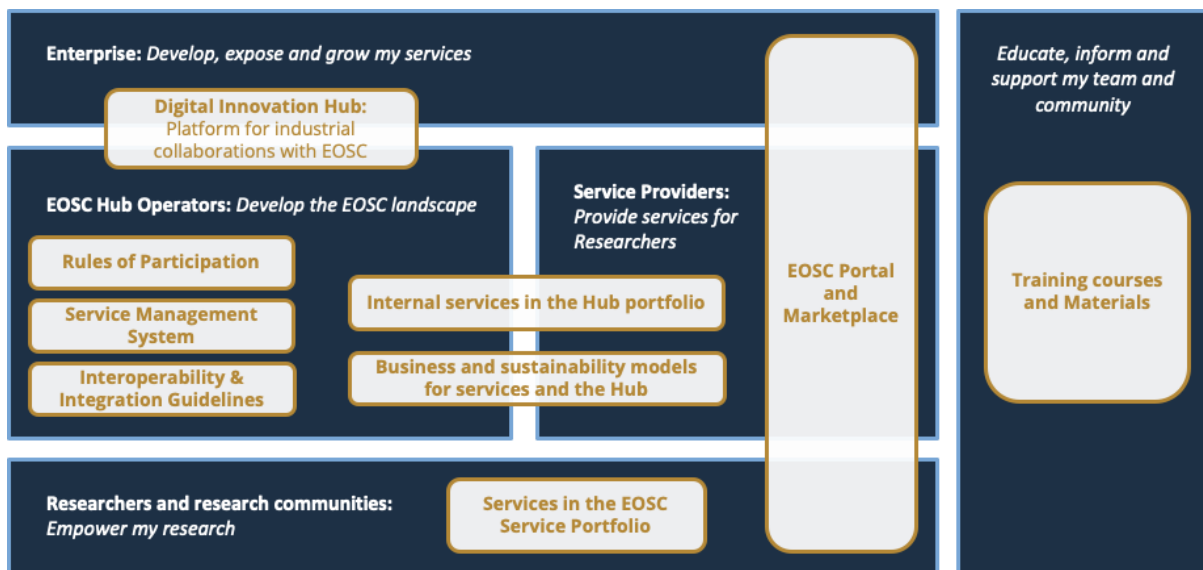 Enterprise: Develop, expose and grow my services
Digital Innovation Hub:
Platform for industrial
collaborations with EOSC
EOSC Hub Operators: Develop the EOSC landscape
Rules of Participation
Service Management
System
Interoperability &
Integration Guidelines
Service Providers:
Provide services for
Researchers
Internal services in the Hub portfolio
Business and sustainability models
for services and the Hub
EOSC Portal
and
Marketplace
Researchers and research communities:
Empower my research
Services in the EOSC
Service Portfolio
Educate, inform and
support my team and
community
Training courses
and Materials